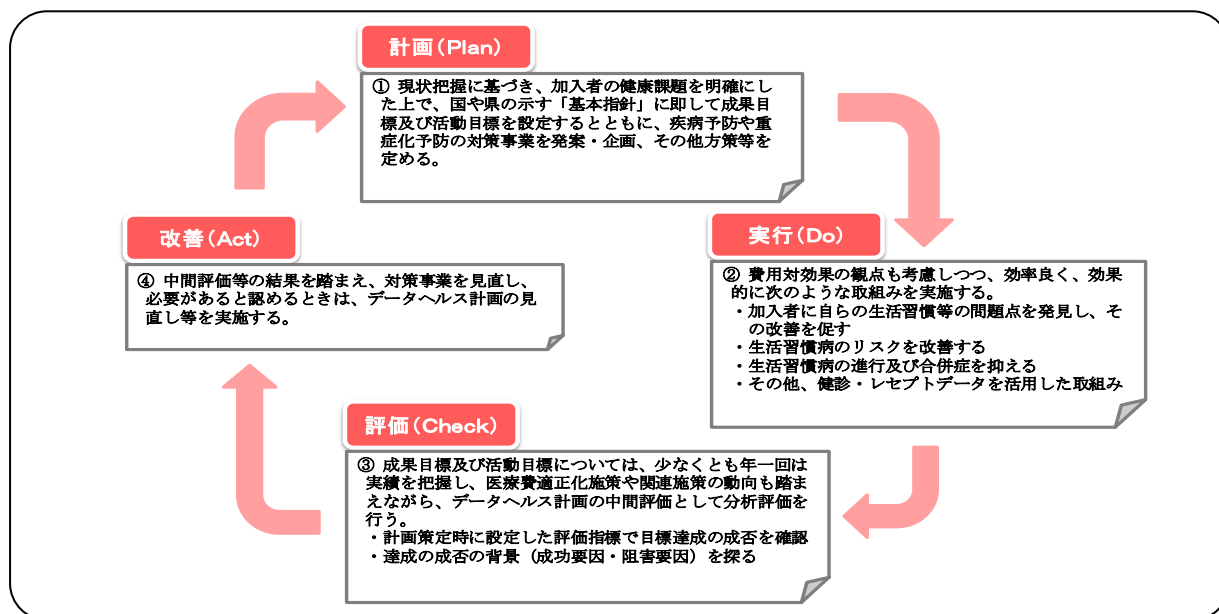 計画（Plan）
① 現状把握に基づき、加入者の健康課題を明確にし
た上で、国や県の示す「基本指針」に即して成果目
標及び活動目標を設定するとともに、疾病予防や重
症化予防の対策事業を発案・企画、その他方策等を
定める。
実行（Do）
② 費用対効果の観点も考慮しつつ、効率良く、効果
的に次のような取組みを実施する。
・加入者に自らの生活習慣等の問題点を発見し、そ
の改善を促す
・生活習慣病のリスクを改善する
・生活習慣病の進行及び合併症を抑える
・その他、健診・レセプトデータを活用した取組み
評価（Check）
③ 成果目標及び活動目標については、少なくとも年一回は
実績を把握し、医療費適正化施策や関連施策の動向も踏ま
えながら、データヘルス計画の中間評価として分析評価を
行う。
・計画策定時に設定した評価指標で目標達成の成否を確認
・達成の成否の背景（成功要因・阻害要因）を探る
改善（Act）
④ 中間評価等の結果を踏まえ、対策事業を見直し、
必要があると認めるときは、データヘルス計画の見
直し等を実施する。